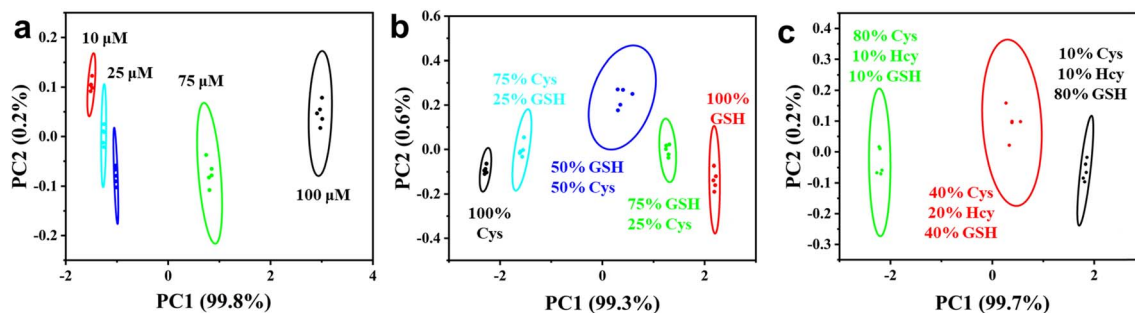 a
0.2
0.1
0.0
-0.1
-0.2
PC2 (0.2%)
10 µM
25 µM
75 µM
100 µM
-2
0
2
4
PC1 (99.8%)
b
0.6
0.4
0.2
0.0
-0.2
-0.4
PC2 (0.6%)
75% Cys
25% GSH
100%
GSH
50% GSH
50% Cys
75% GSH
25% Cys
100%
Cys
-2
0
2
PC1 (99.3%)
c
0.4
0.3
0.2
0.1
0.0
-0.1
-0.2
-0.3
PC2 (0.2%)
80% Cys
10% Hcy
10% GSH
10% Cys
10% Hcy
80% GSH
40% Cys
20% Hcy
40% GSH
-2
0
2
PC1 (99.7%)